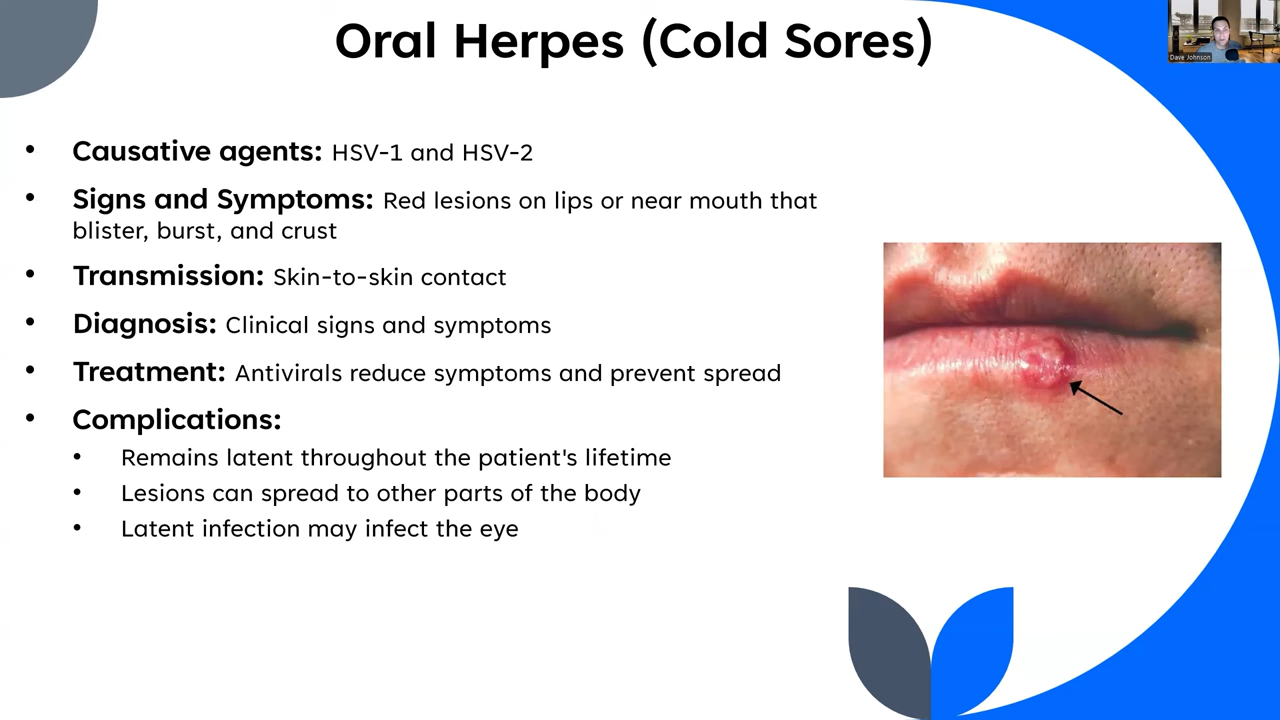 Oral Herpes (Cold Sores)
Dave Johnson
• Causative agents: HSV-1 and HSV-2
• Signs and Symptoms: Red lesions on lips or near mouth that
blister, burst, and crust
• Transmission: Skin-to-skin contact
• Diagnosis: Clinical signs and symptoms
• Treatment: Antivirals reduce symptoms and prevent spread
• Complications:
• Remains latent throughout the patient's lifetime
• Lesions can spread to other parts of the body
• Latent infection may infect the eye